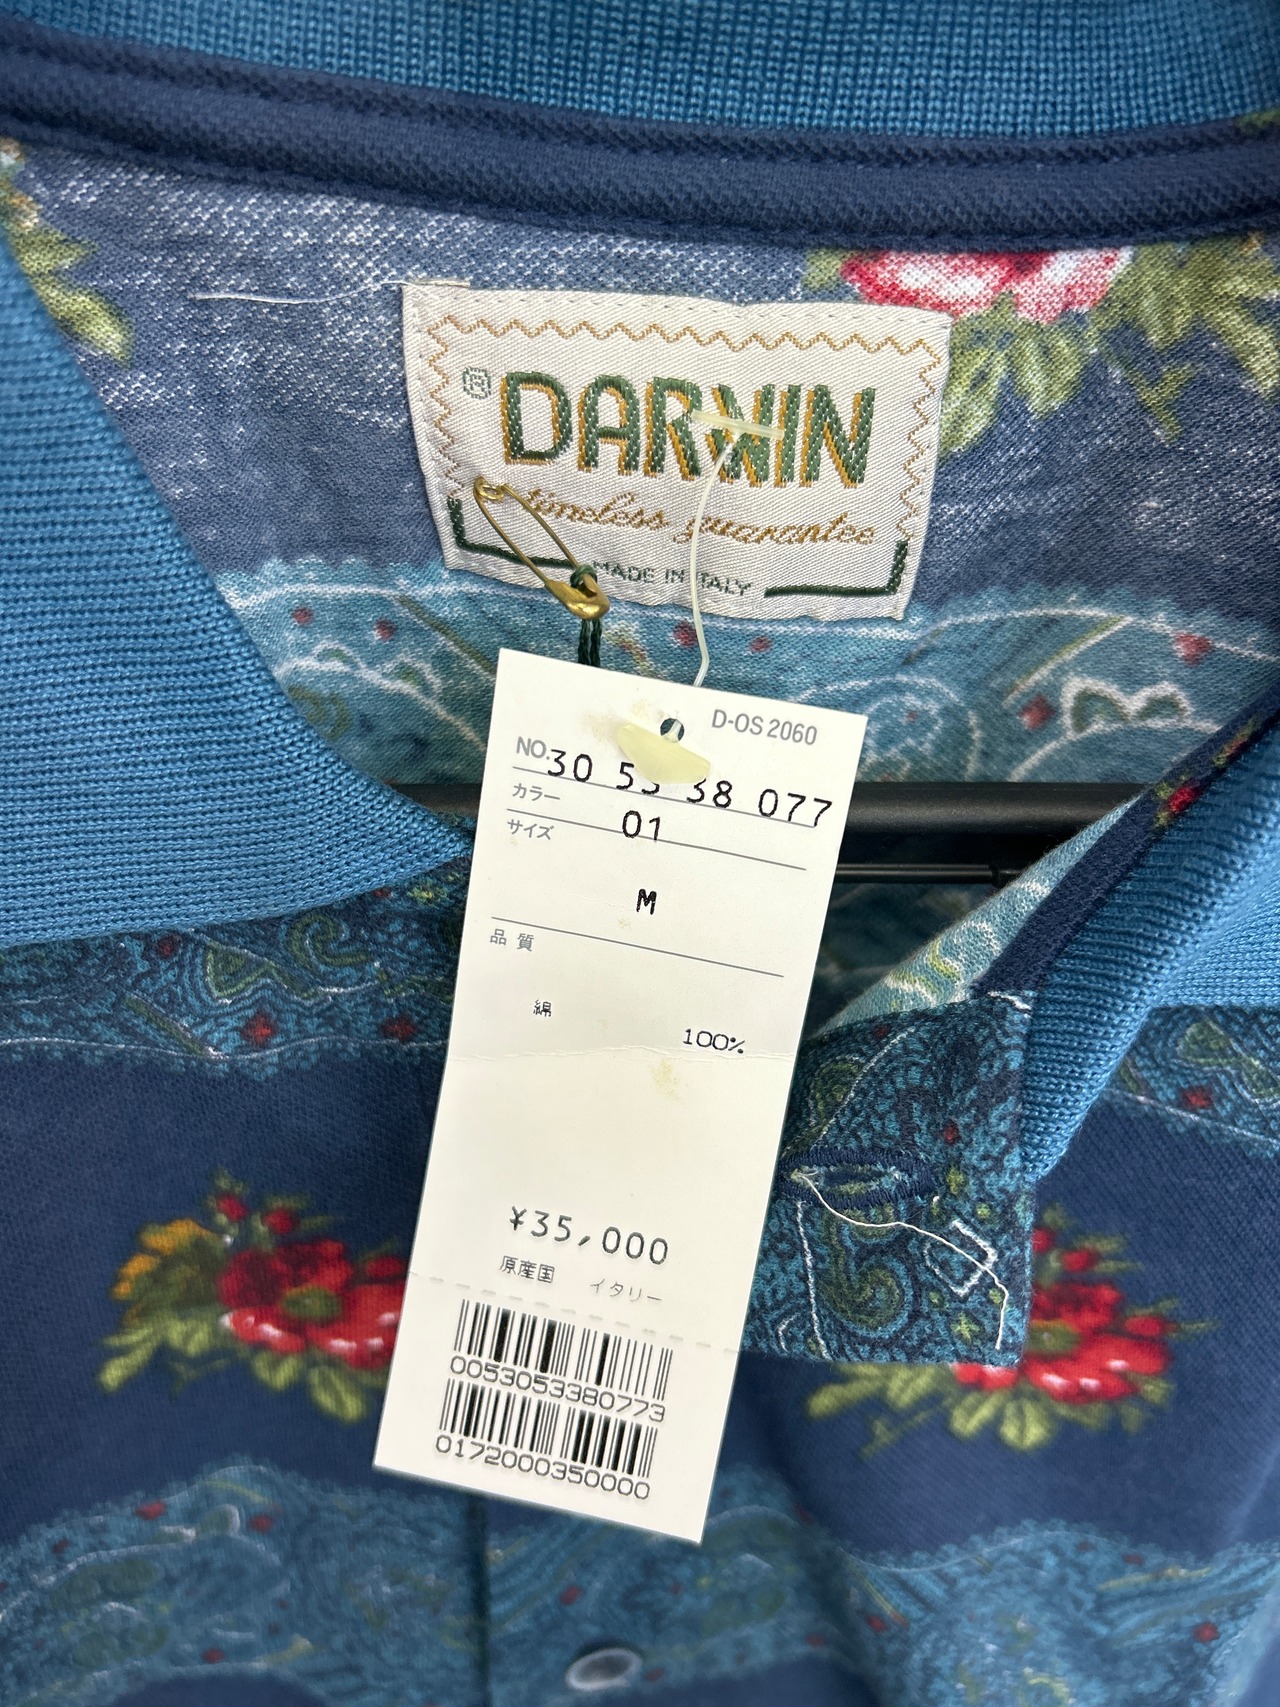 ® DARWIN
timeless guarantee
MADE IN ITALY
D-OS 2060
NO. 30 53 38 077
カラー 01
サイズ
M
品 質
綿
100%
¥35,000
原産国 イタリー
0053053380773
0172000350000